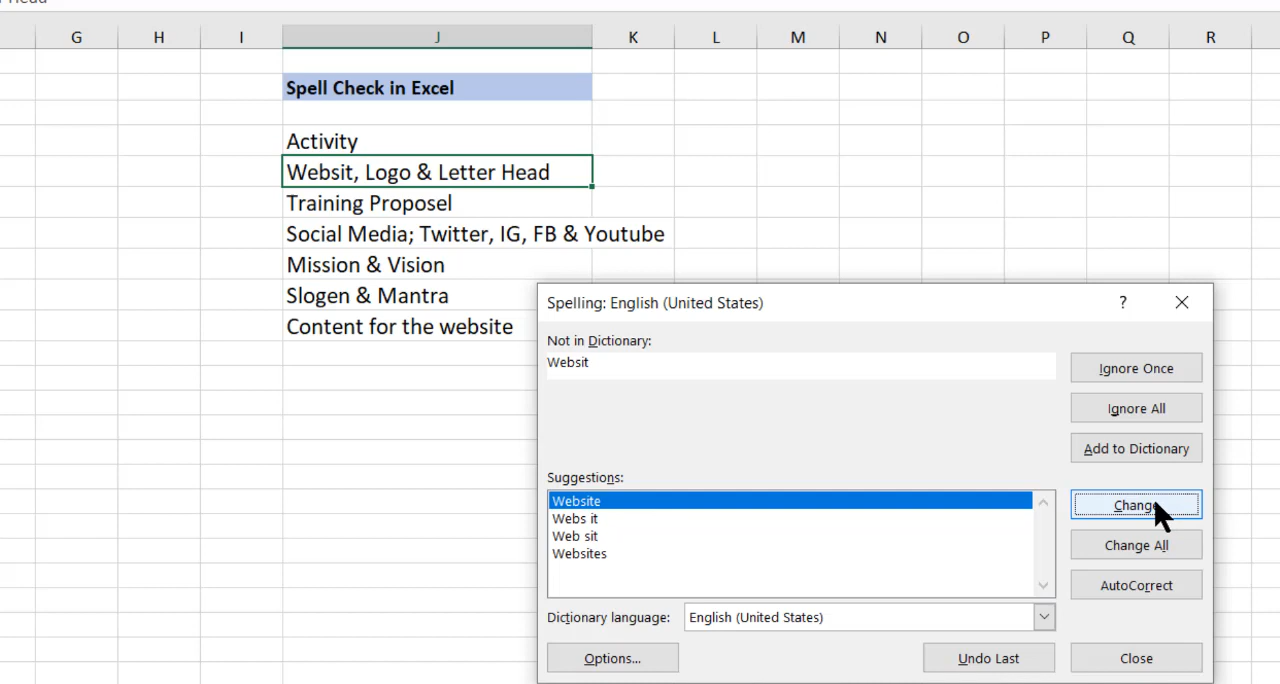 Head
G H I J K L M N O P Q R
Spell Check in Excel
Activity
Websit, Logo & Letter Head
Training Proposel
Social Media; Twitter, IG, FB & Youtube
Mission & Vision
Slogen & Mantra
Content for the website
Spelling: English (United States) ?
Not in Dictionary:
Websit
Ignore Once
Ignore All
Add to Dictionary
Suggestions:
Website
Webs it
Web sit
Websites
Change
Change All
AutoCorrect
Dictionary language: English (United States)
Options... Undo Last Close